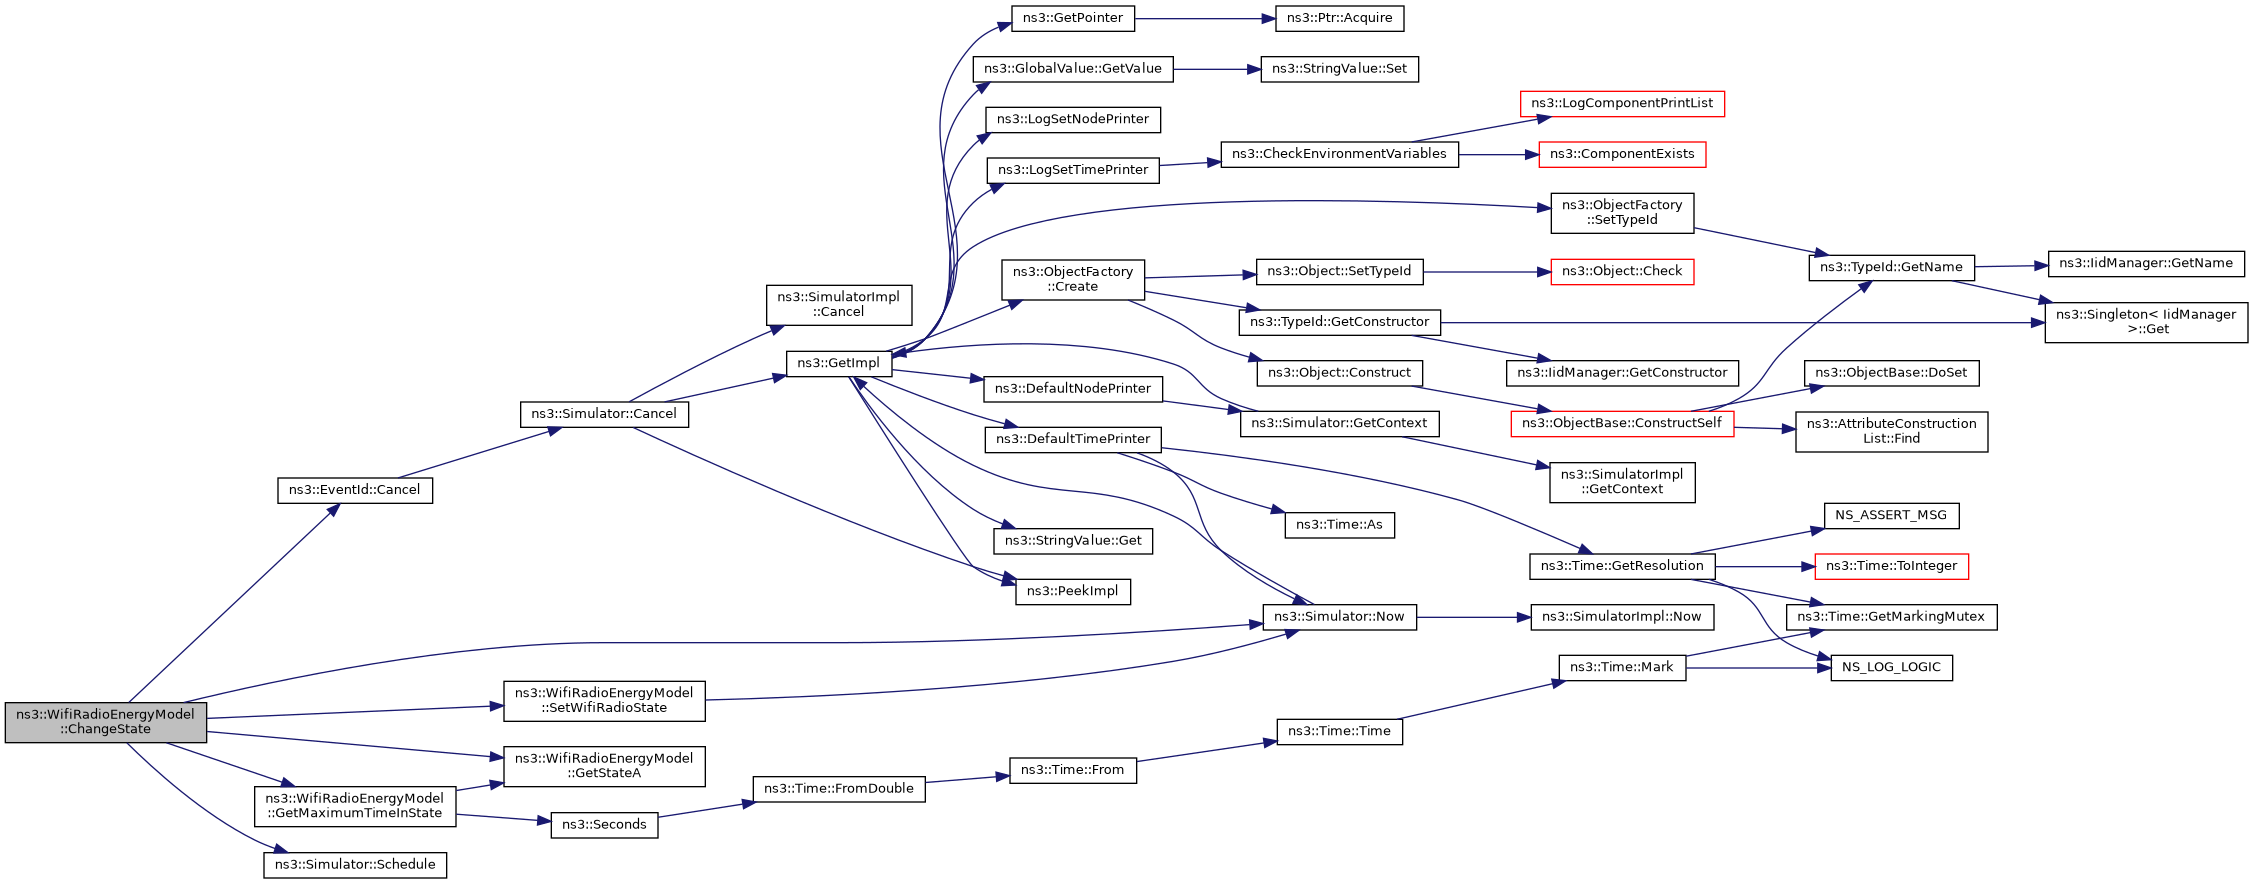 ns3::WifiRadioEnergyModel
::ChangeState
ns3::EventId::Cancel
ns3::WifiRadioEnergyModel
::SetWifiRadioState
ns3::WifiRadioEnergyModel
::GetStateA
ns3::WifiRadioEnergyModel
::GetMaximumTimeInState
ns3::Simulator::Schedule
ns3::Simulator::Cancel
ns3::Seconds
ns3::SimulatorImpl
::Cancel
ns3::GetImpl
ns3::Time::FromDouble
ns3::GetPointer
ns3::GlobalValue::GetValue
ns3::LogSetNodePrinter
ns3::LogSetTimePrinter
ns3::ObjectFactory
::Create
ns3::DefaultNodePrinter
ns3::DefaultTimePrinter
ns3::StringValue::Get
ns3::PeekImpl
ns3::Time::From
ns3::Ptr::Acquire
ns3::StringValue::Set
ns3::CheckEnvironmentVariables
ns3::Object::SetTypeId
ns3::TypeId::GetConstructor
ns3::Object::Construct
ns3::Simulator::GetContext
ns3::Time::As
ns3::Simulator::Now
ns3::Time::Time
ns3::LogComponentPrintList
ns3::ComponentExists
ns3::ObjectFactory
::SetTypeId
ns3::Object::Check
ns3::IidManager::GetConstructor
ns3::ObjectBase::ConstructSelf
ns3::SimulatorImpl
::GetContext
ns3::Time::GetResolution
ns3::SimulatorImpl::Now
ns3::Time::Mark
ns3::TypeId::GetName
ns3::ObjectBase::DoSet
ns3::AttributeConstruction
List::Find
NS_ASSERT_MSG
ns3::Time::ToInteger
ns3::Time::GetMarkingMutex
NS_LOG_LOGIC
ns3::IidManager::GetName
ns3::Singleton< IidManager
>::Get